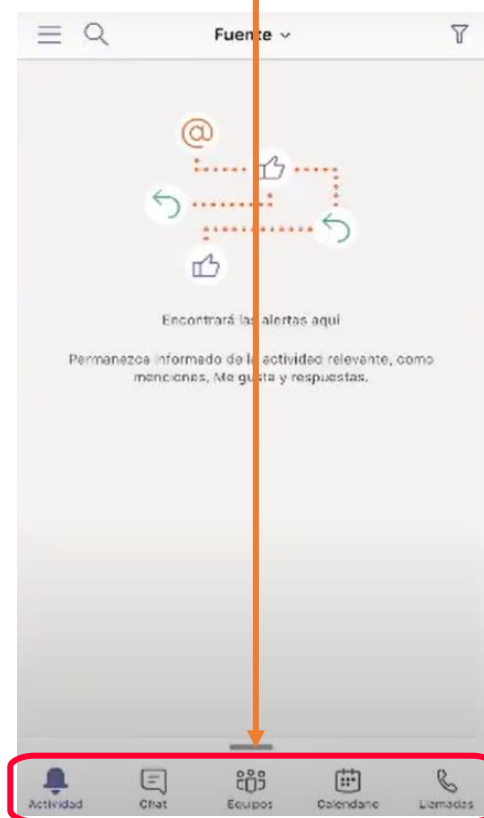 Fuente
Encontrará las alertas aquí
Permanezca informado de la actividad relevante, como
menciones, Me gusta y respuestas.
Actividad
Chat
Equipos
Calendario
Llamadas